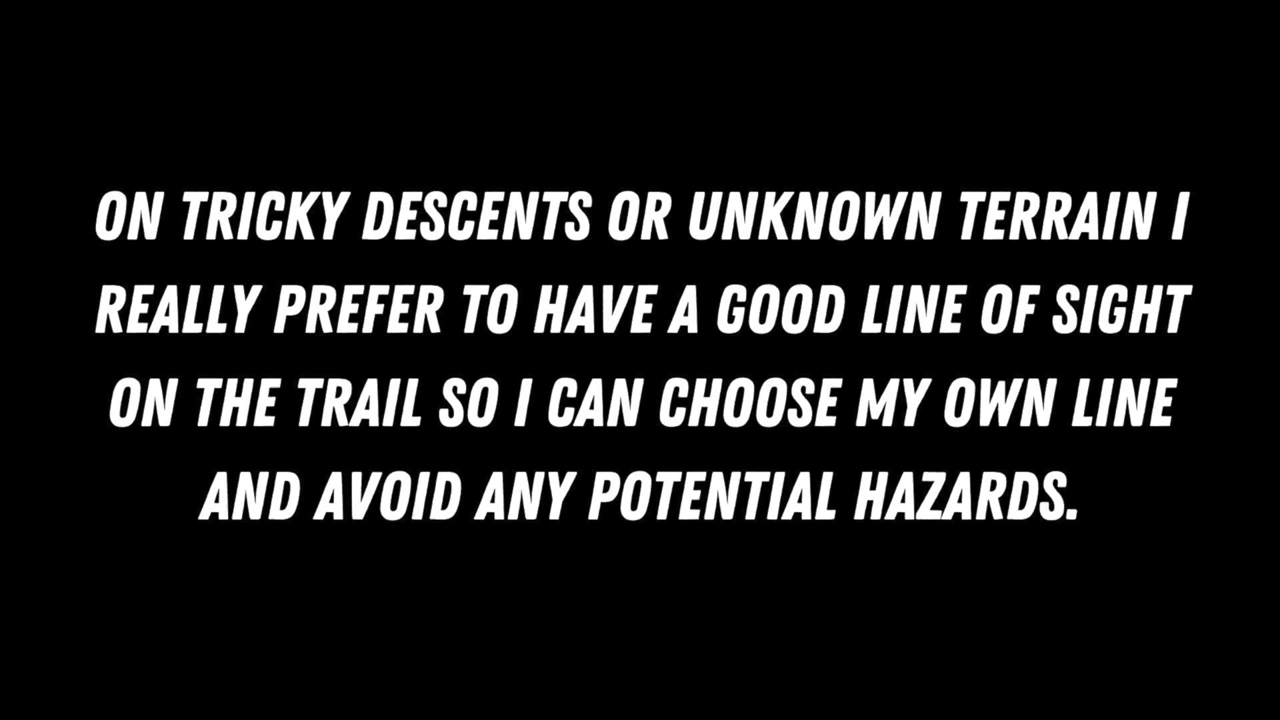 ON TRICKY DESCENTS OR UNKNOWN TERRAIN I
REALLY PREFER TO HAVE A GOOD LINE OF SIGHT
ON THE TRAIL SO I CAN CHOOSE MY OWN LINE
AND AVOID ANY POTENTIAL HAZARDS.